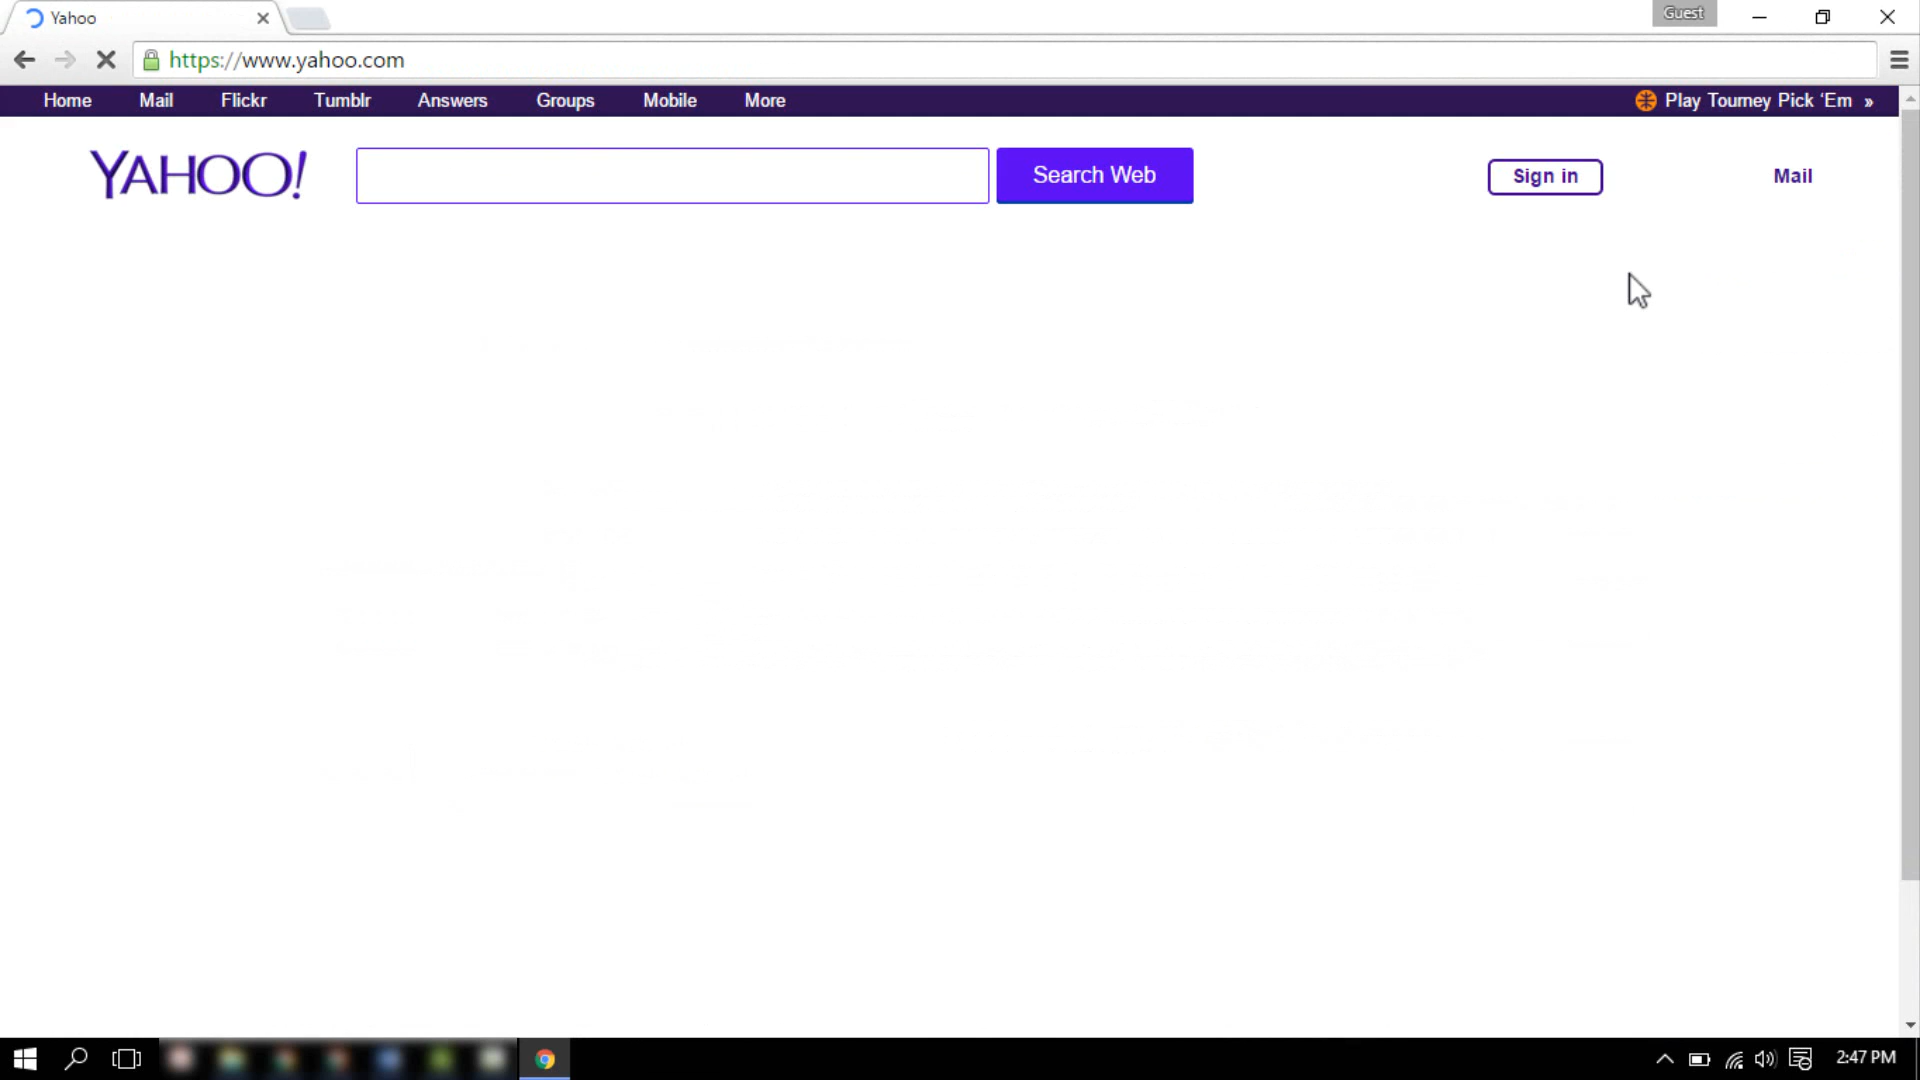 Yahoo
Guest
https://www.yahoo.com
Home Mail Flickr Tumblr Answers Groups Mobile More Play Tourney Pick ‘Em »
YAHOO! Search Web Sign in Mail
2:47 PM